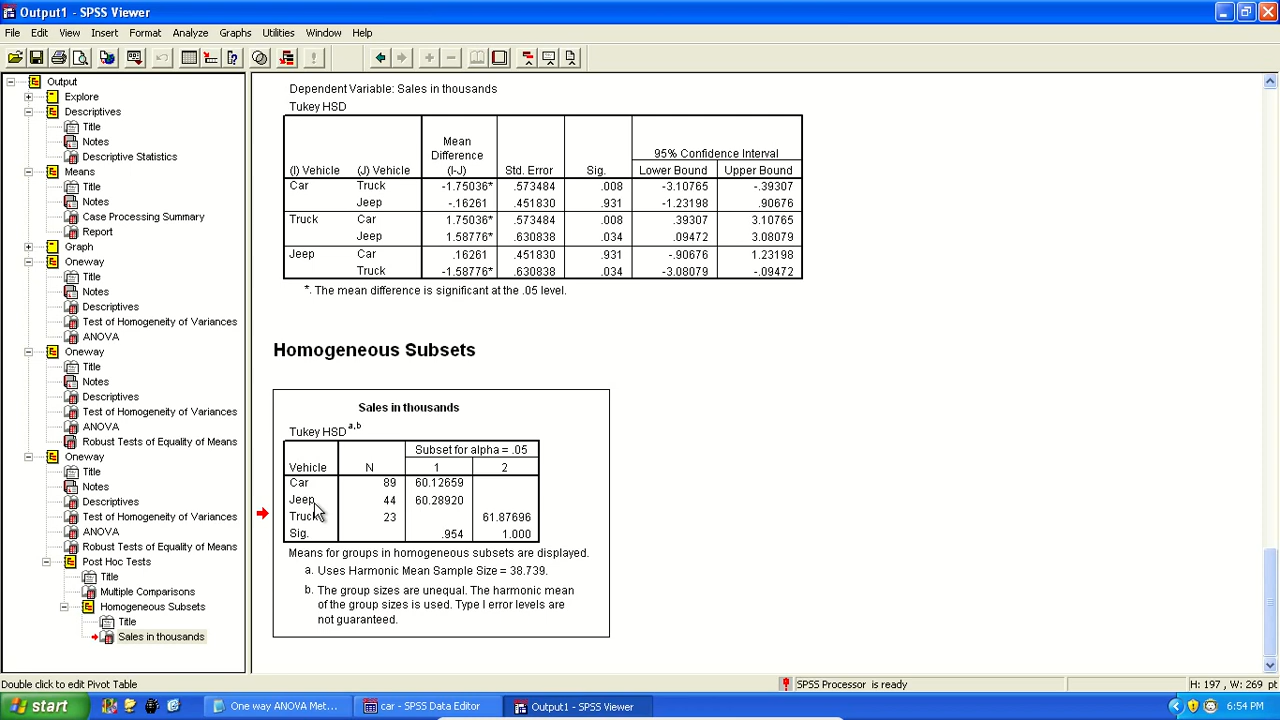 Output1 - SPSS Viewer
File Edit View Insert Format Analyze Graphs Utilities Window Help
Output
Explore
Descriptives
Title
Notes
Descriptive Statistics
Means
Title
Notes
Case Processing Summary
Report
Graph
Oneway
Title
Notes
Descriptives
Test of Homogeneity of Variances
ANOVA
Oneway
Title
Notes
Descriptives
Test of Homogeneity of Variances
ANOVA
Robust Tests of Equality of Means
Oneway
Title
Notes
Descriptives
Test of Homogeneity of Variances
ANOVA
Robust Tests of Equality of Means
Post Hoc Tests
Title
Multiple Comparisons
Homogeneous Subsets
Title
Sales in thousands
Dependent Variable: Sales in thousands
Tukey HSD
Mean
Difference 95% Confidence Interval
(I) Vehicle (J) Vehicle (I-J) Std. Error Sig. Lower Bound Upper Bound
Car Truck -1.75036* .573484 .008 -3.10765 -.39307
Jeep -.16261 .451830 .931 -1.23198 .90676
Truck Car 1.75036* .573484 .008 .39307 3.10765
Jeep 1.58776* .630838 .034 .09472 3.08079
Jeep Car .16261 .451830 .931 -.90676 1.23198
Truck -1.58776* .630838 .034 -3.08079 -.09472
*. The mean difference is significant at the .05 level.
Homogeneous Subsets
Sales in thousands
Tukey HSD a,b
Subset for alpha = .05
Vehicle N 1 2
Car 89 60.12659
Jeep 44 60.28920
Truck 23 61.87696
Sig. .954 1.000
Means for groups in homogeneous subsets are displayed.
a. Uses Harmonic Mean Sample Size = 38.739.
b. The group sizes are unequal. The harmonic mean
of the group sizes is used. Type I error levels are
not guaranteed.
Double click to edit Pivot Table SPSS Processor is ready H: 197 , W: 269 pt
start One way ANOVA Met... car - SPSS Data Editor Output1 - SPSS Viewer 6:54 PM